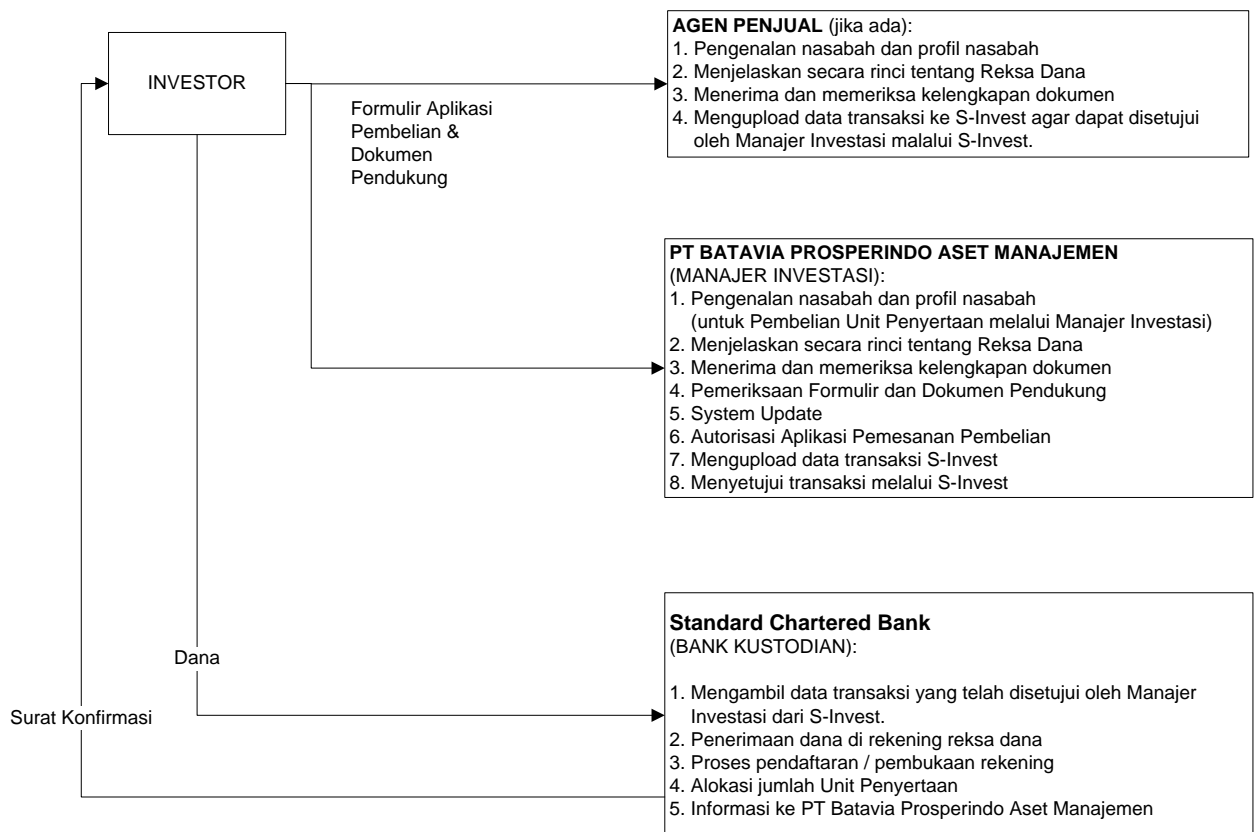 INVESTOR
Formulir Aplikasi
Pembelian &
Dokumen
Pendukung
AGEN PENJUAL (jika ada):
1. Pengenalan nasabah dan profil nasabah
2. Menjelaskan secara rinci tentang Reksa Dana
3. Menerima dan memeriksa kelengkapan dokumen
4. Mengupload data transaksi ke S-Invest agar dapat disetujui
oleh Manajer Investasi malalui S-Invest.
PT BATAVIA PROSPERINDO ASET MANAJEMEN
(MANAJER INVESTASI):
1. Pengenalan nasabah dan profil nasabah
(untuk Pembelian Unit Penyertaan melalui Manajer Investasi)
2. Menjelaskan secara rinci tentang Reksa Dana
3. Menerima dan memeriksa kelengkapan dokumen
4. Pemeriksaan Formulir dan Dokumen Pendukung
5. System Update
6. Autorisasi Aplikasi Pemesanan Pembelian
7. Mengupload data transaksi S-Invest
8. Menyetujui transaksi melalui S-Invest
Dana
Surat Konfirmasi
Standard Chartered Bank
(BANK KUSTODIAN):
1. Mengambil data transaksi yang telah disetujui oleh Manajer
Investasi dari S-Invest.
2. Penerimaan dana di rekening reksa dana
3. Proses pendaftaran / pembukaan rekening
4. Alokasi jumlah Unit Penyertaan
5. Informasi ke PT Batavia Prosperindo Aset Manajemen